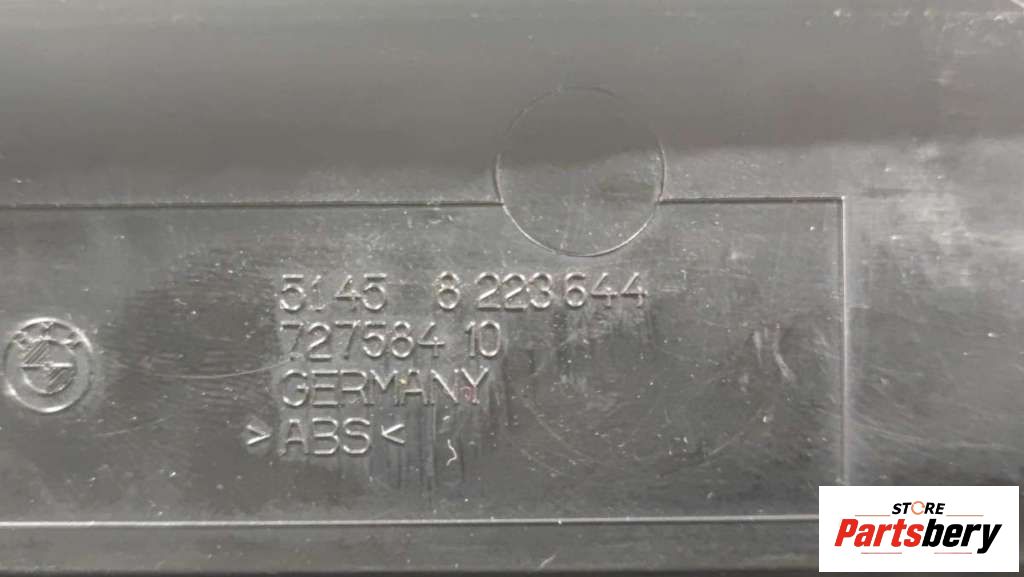 5145 8 223 644
727584 10
GERMANY
>ABS<
STORE
Partsbery